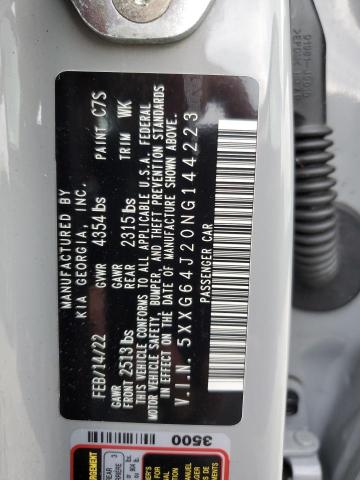 MANUFACTURED BY
KIA GEORGIA, INC.
FEB/14/22 GVWR 4354 lbs PAINT C7S
GAWR GAWR
FRONT 2513 lbs REAR 2315 lbs TRIM WK
THIS VEHICLE CONFORMS TO ALL APPLICABLE U.S.A. FEDERAL
MOTOR VEHICLE SAFETY, BUMPER, AND THEFT PREVENTION
STANDARDS IN EFFECT ON THE DATE OF MANUFACTURE SHOWN ABOVE.
V.I.N. 5XXG64J20NG144223
PASSENGER CAR
3500